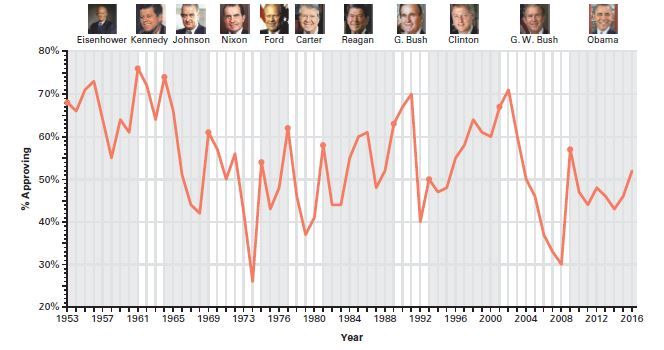 Eisenhower Kennedy Johnson Nixon Ford Carter Reagan G. Bush Clinton G. W. Bush Obama
80%
70%
60%
50%
40%
30%
20%
% Approving
1953 1957 1961 1965 1969 1973 1976 1980 1984 1988 1992 1996 2000 2004 2008 2012 2016
Year